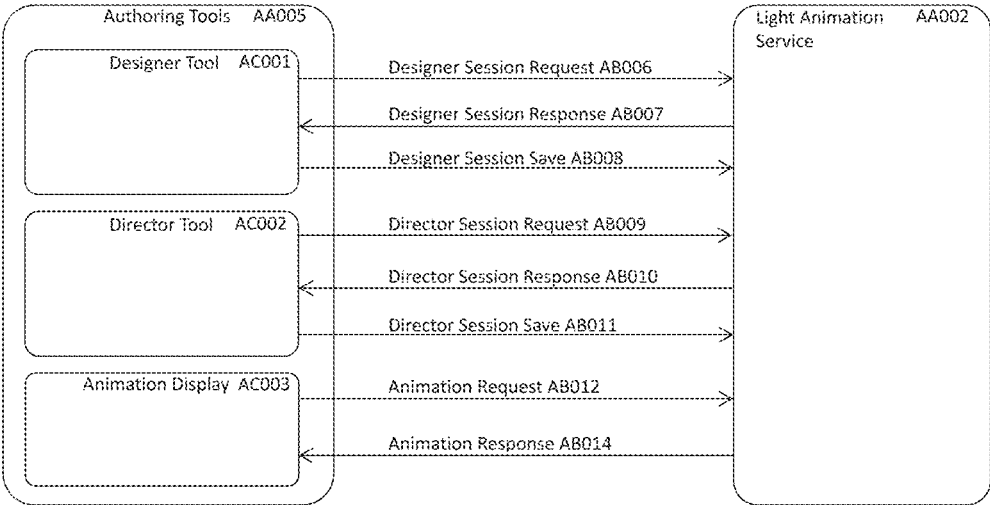 Authoring Tools AA005
Light Animation AA002
Service
Designer Tool AC001
Designer Session Request AB006
Designer Session Response AB007
Designer Session Save AB008
Director Tool AC002
Director Session Request AB009
Director Session Response AB010
Director Session Save AB011
Animation Display AC003
Animation Request AB012
Animation Response AB014